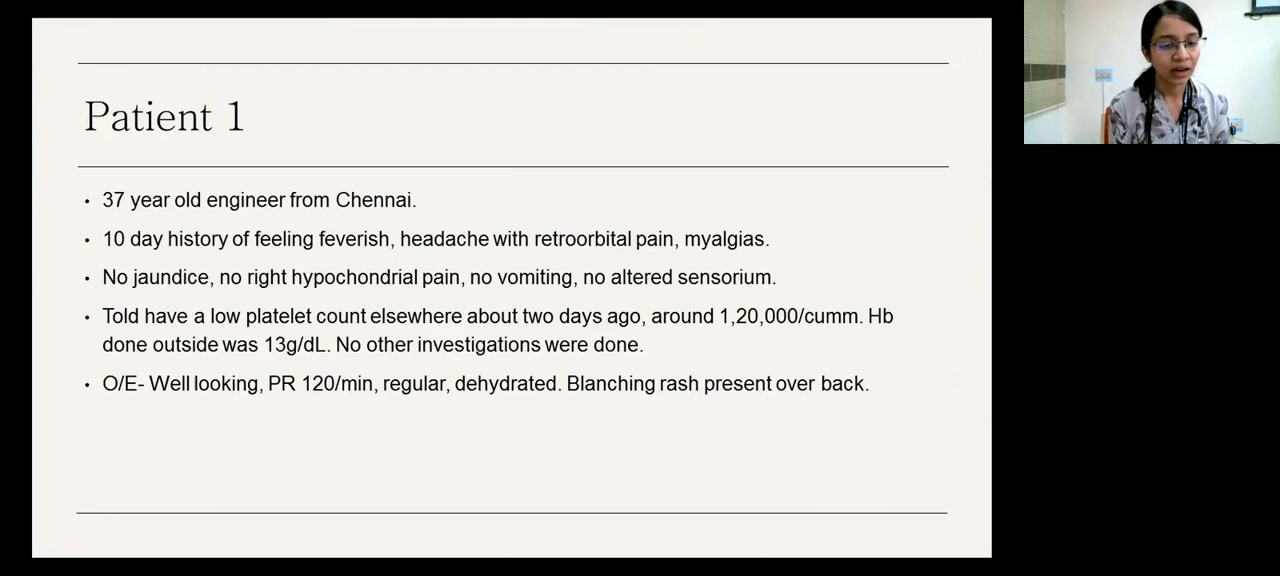 Patient 1
• 37 year old engineer from Chennai.
• 10 day history of feeling feverish, headache with retroorbital pain, myalgias.
• No jaundice, no right hypochondrial pain, no vomiting, no altered sensorium.
• Told have a low platelet count elsewhere about two days ago, around 1,20,000/cumm. Hb
done outside was 13g/dL. No other investigations were done.
• O/E- Well looking, PR 120/min, regular, dehydrated. Blanching rash present over back.